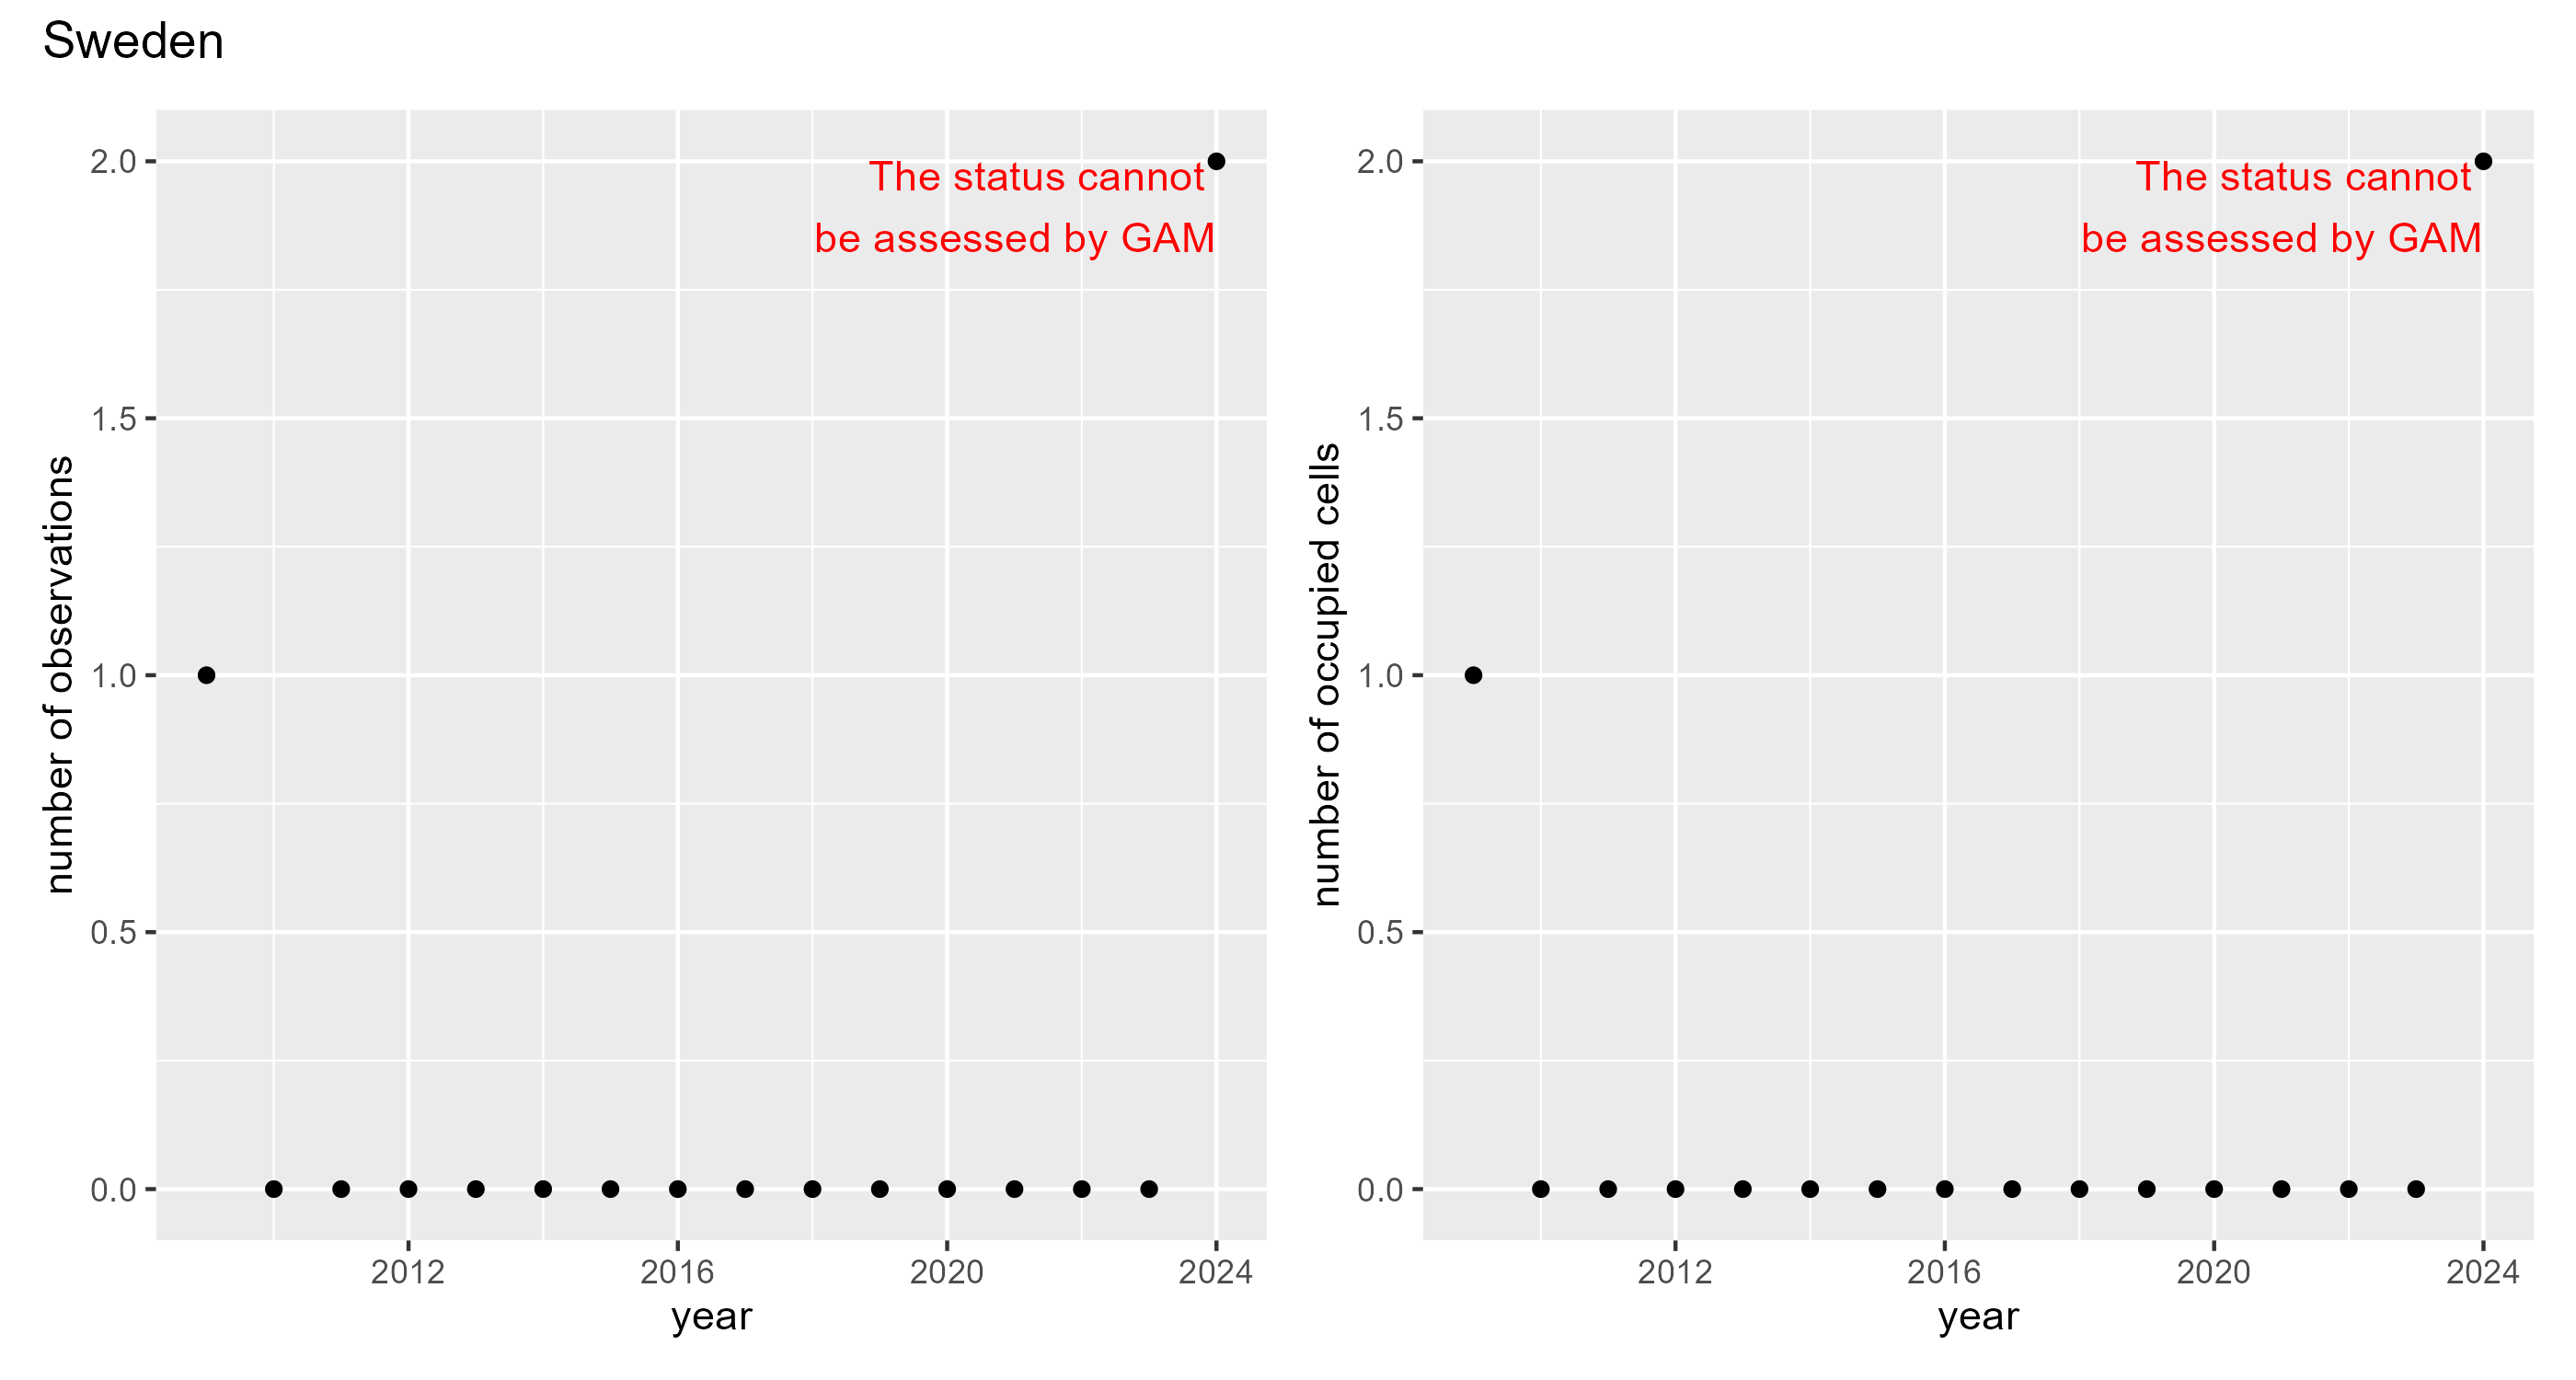 Sweden
2.0
1.5
1.0
0.5
0.0
number of observations
The status cannot
be assessed by GAM
2012 2016 2020 2024
year
2.0
1.5
1.0
0.5
0.0
number of occupied cells
The status cannot
be assessed by GAM
2012 2016 2020 2024
year